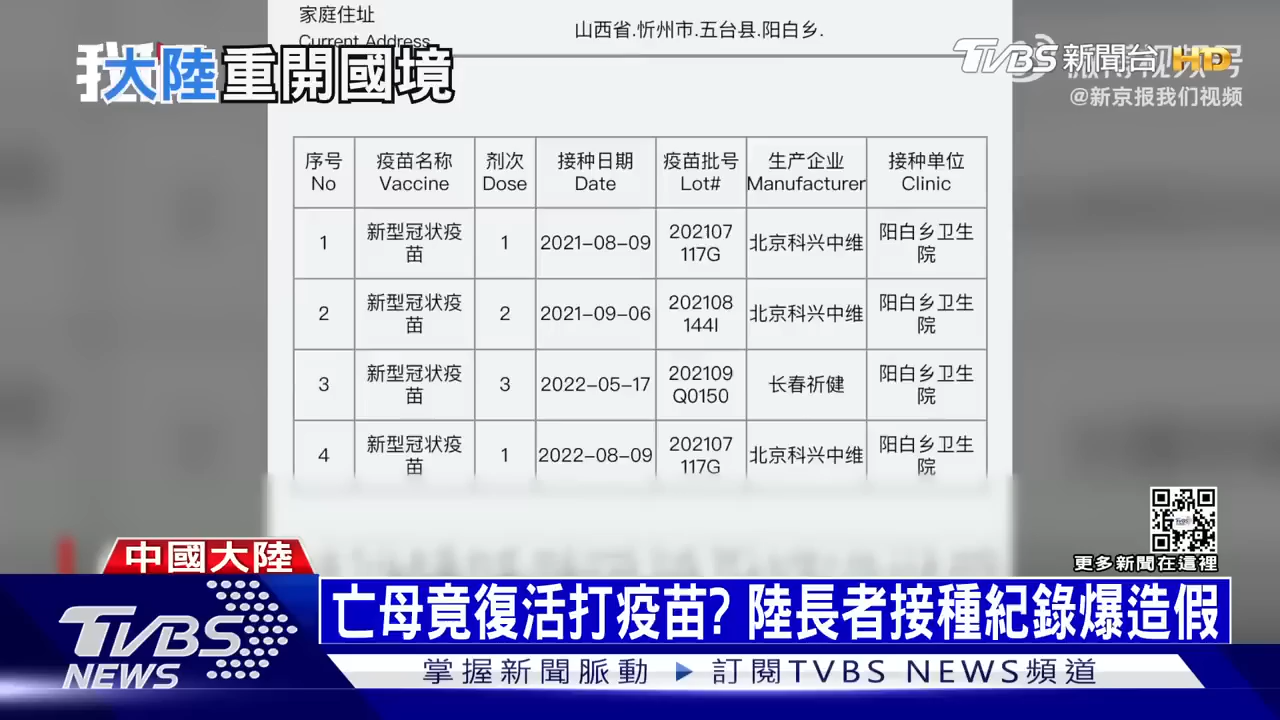 家庭住址
Current Address
山西省.忻州市.五台县.阳白乡.
大陸重開國境
TVBS 新聞台 HD
微博视频号
@新京报我们视频
序号 疫苗名称 剂次 接种日期 疫苗批号 生产企业 接种单位
No Vaccine Dose Date Lot# Manufacturer Clinic
1 新型冠状疫苗 1 2021-08-09 202107117G 北京科兴中维 阳白乡卫生院
2 新型冠状疫苗 2 2021-09-06 202108144I 北京科兴中维 阳白乡卫生院
3 新型冠状疫苗 3 2022-05-17 202109Q0150 长春祈健 阳白乡卫生院
4 新型冠状疫苗 1 2022-08-09 202107117G 北京科兴中维 阳白乡卫生院
更多新聞在這裡
中國大陸
亡母竟復活打疫苗? 陸長者接種紀錄爆造假
TVBS
NEWS
掌握新聞脈動 ▶ 訂閱TVBS NEWS頻道